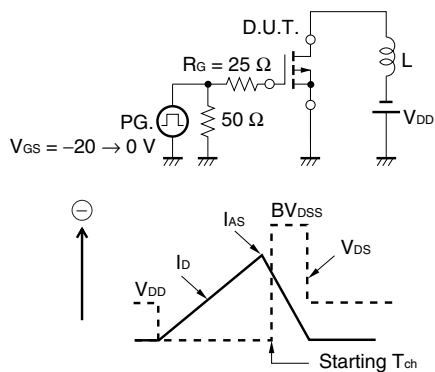 D.U.T.
RG = 25 Ω
L
PG.
50 Ω
VDD
VGS = −20 → 0 V
⊖
IAS
BVDSS
ID
VDS
VDD
Starting Tch